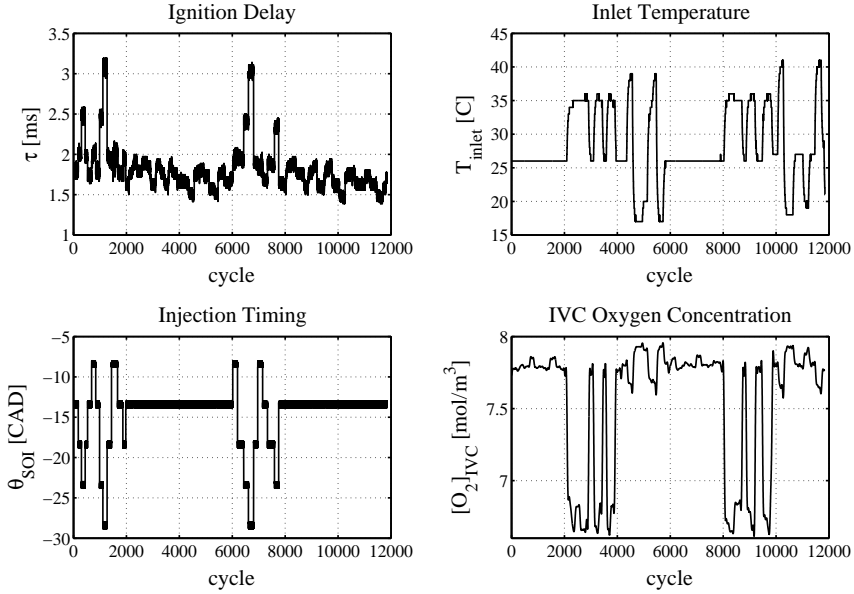 Ignition Delay
3.5
3
2.5
2
1.5
1
τ [ms]
0 2000 4000 6000 8000 10000 12000
cycle
Inlet Temperature
45
40
35
30
25
20
15
T_inlet [C]
0 2000 4000 6000 8000 10000 12000
cycle
Injection Timing
−5
−10
−15
−20
−25
−30
θ_SOI [CAD]
0 2000 4000 6000 8000 10000 12000
cycle
IVC Oxygen Concentration
8
7.75
6
[O_2]_IVC [mol/m^3]
0 2000 4000 6000 8000 10000 12000
cycle